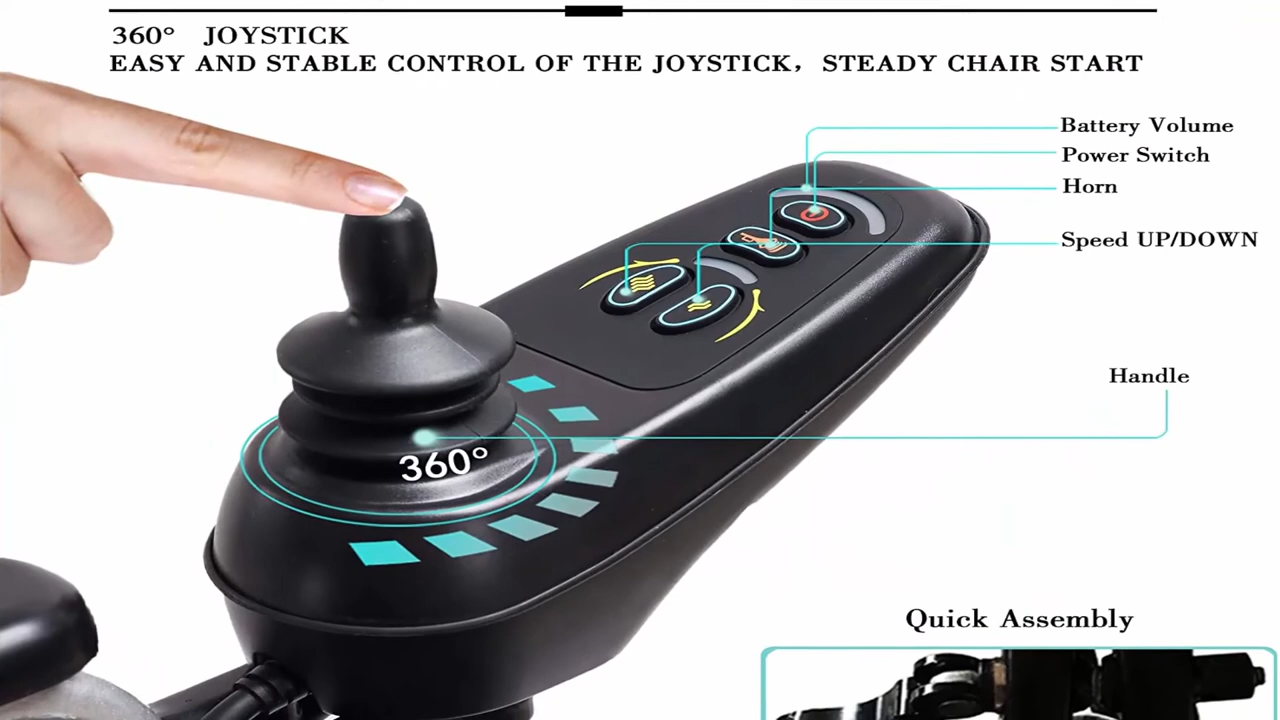 360° JOYSTICK
EASY AND STABLE CONTROL OF THE JOYSTICK, STEADY CHAIR START
Battery Volume
Power Switch
Horn
Speed UP/DOWN
Handle
360°
Quick Assembly